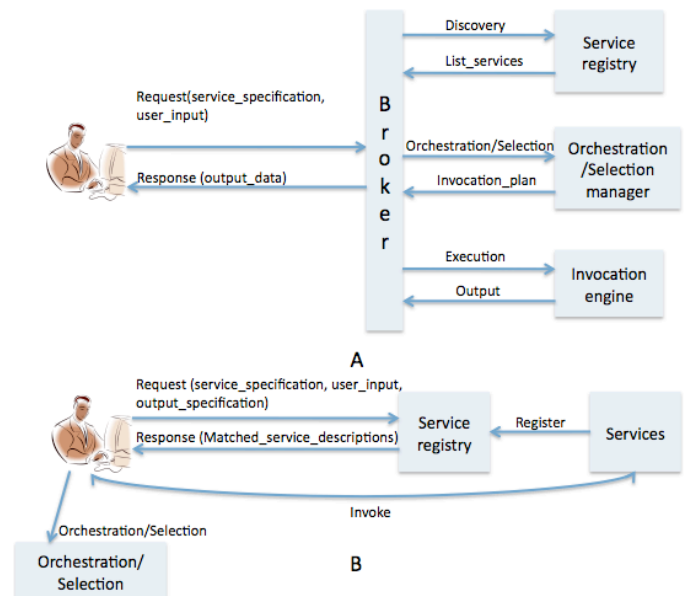 Discovery
Service
registry
List_services
Request(service_specification,
user_input)
Broker
Orchestration/Selection
Orchestration
/Selection
manager
Response (output_data)
Invocation_plan
Execution
Invocation
engine
Output
A
Request (service_specification, user_input,
output_specification)
Service
registry
Register
Services
Response (Matched_service_descriptions)
Invoke
Orchestration/Selection
Orchestration/
Selection
B